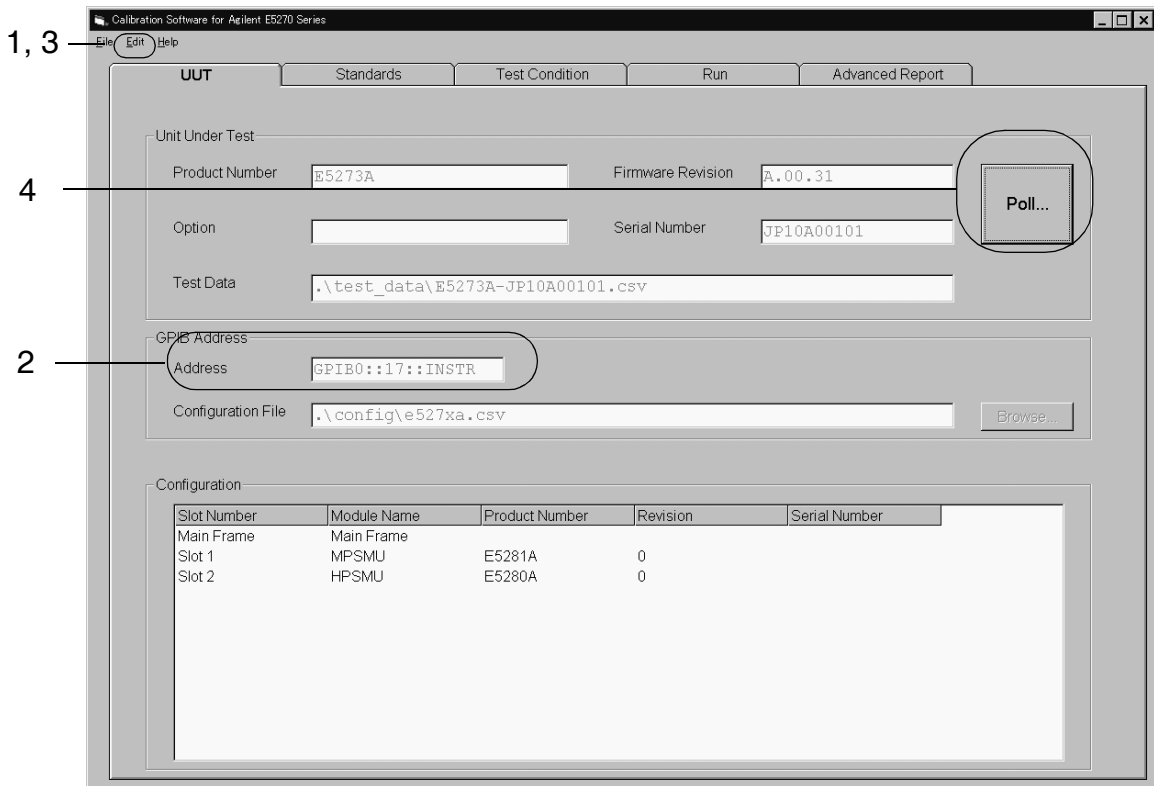 Calibration Software for Agilent E5270 Series
1, 3
File Edit Help
UUT Standards Test Condition Run Advanced Report
Unit Under Test
Product Number E5273A Firmware Revision A.00.31
4
Poll...
Option Serial Number JP10A00101
Test Data .\test_data\E5273A-JP10A00101.csv
GPIB Address
2
Address GPIB0::17::INSTR
Configuration File .\config\e527xa.csv Browse...
Configuration
Slot Number Module Name Product Number Revision Serial Number
Main Frame Main Frame
Slot 1 MPSMU E5281A 0
Slot 2 HPSMU E5280A 0